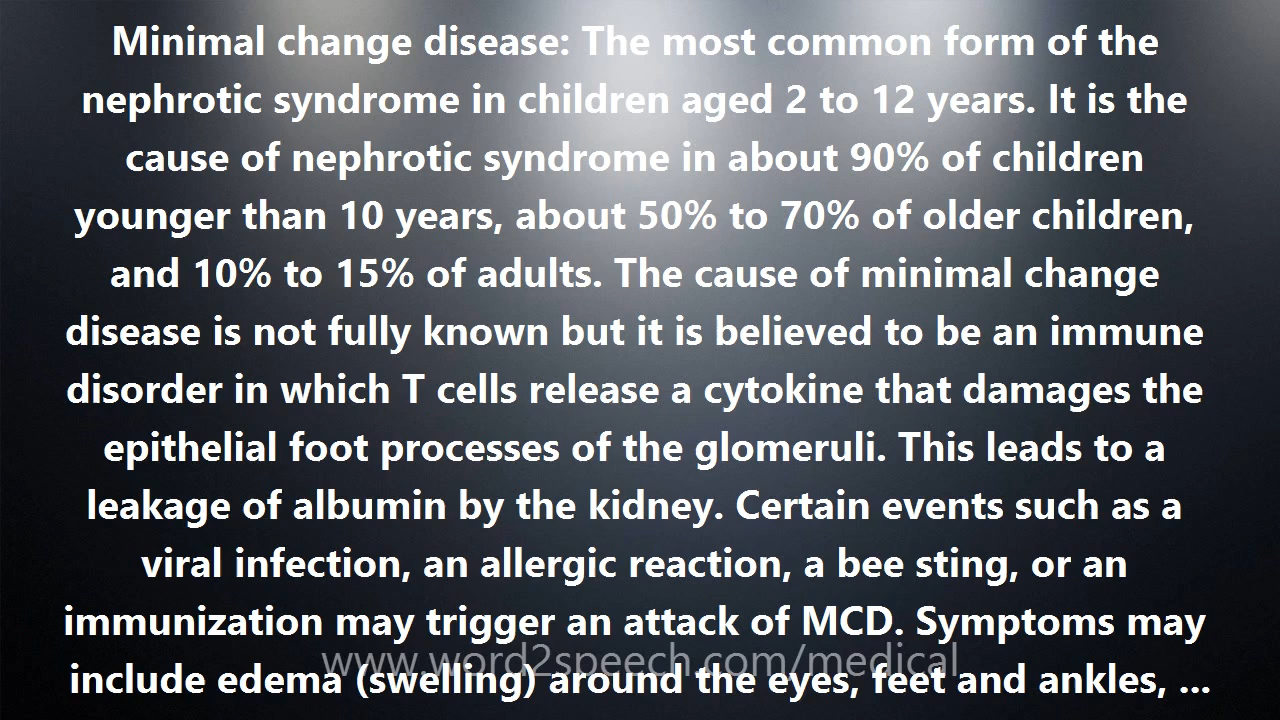 Minimal change disease: The most common form of the
nephrotic syndrome in children aged 2 to 12 years. It is the
cause of nephrotic syndrome in about 90% of children
younger than 10 years, about 50% to 70% of older children,
and 10% to 15% of adults. The cause of minimal change
disease is not fully known but it is believed to be an immune
disorder in which T cells release a cytokine that damages the
epithelial foot processes of the glomeruli. This leads to a
leakage of albumin by the kidney. Certain events such as a
viral infection, an allergic reaction, a bee sting, or an
immunization may trigger an attack of MCD. Symptoms may
www.word2speech.com/medical
include edema (swelling) around the eyes, feet and ankles, ...